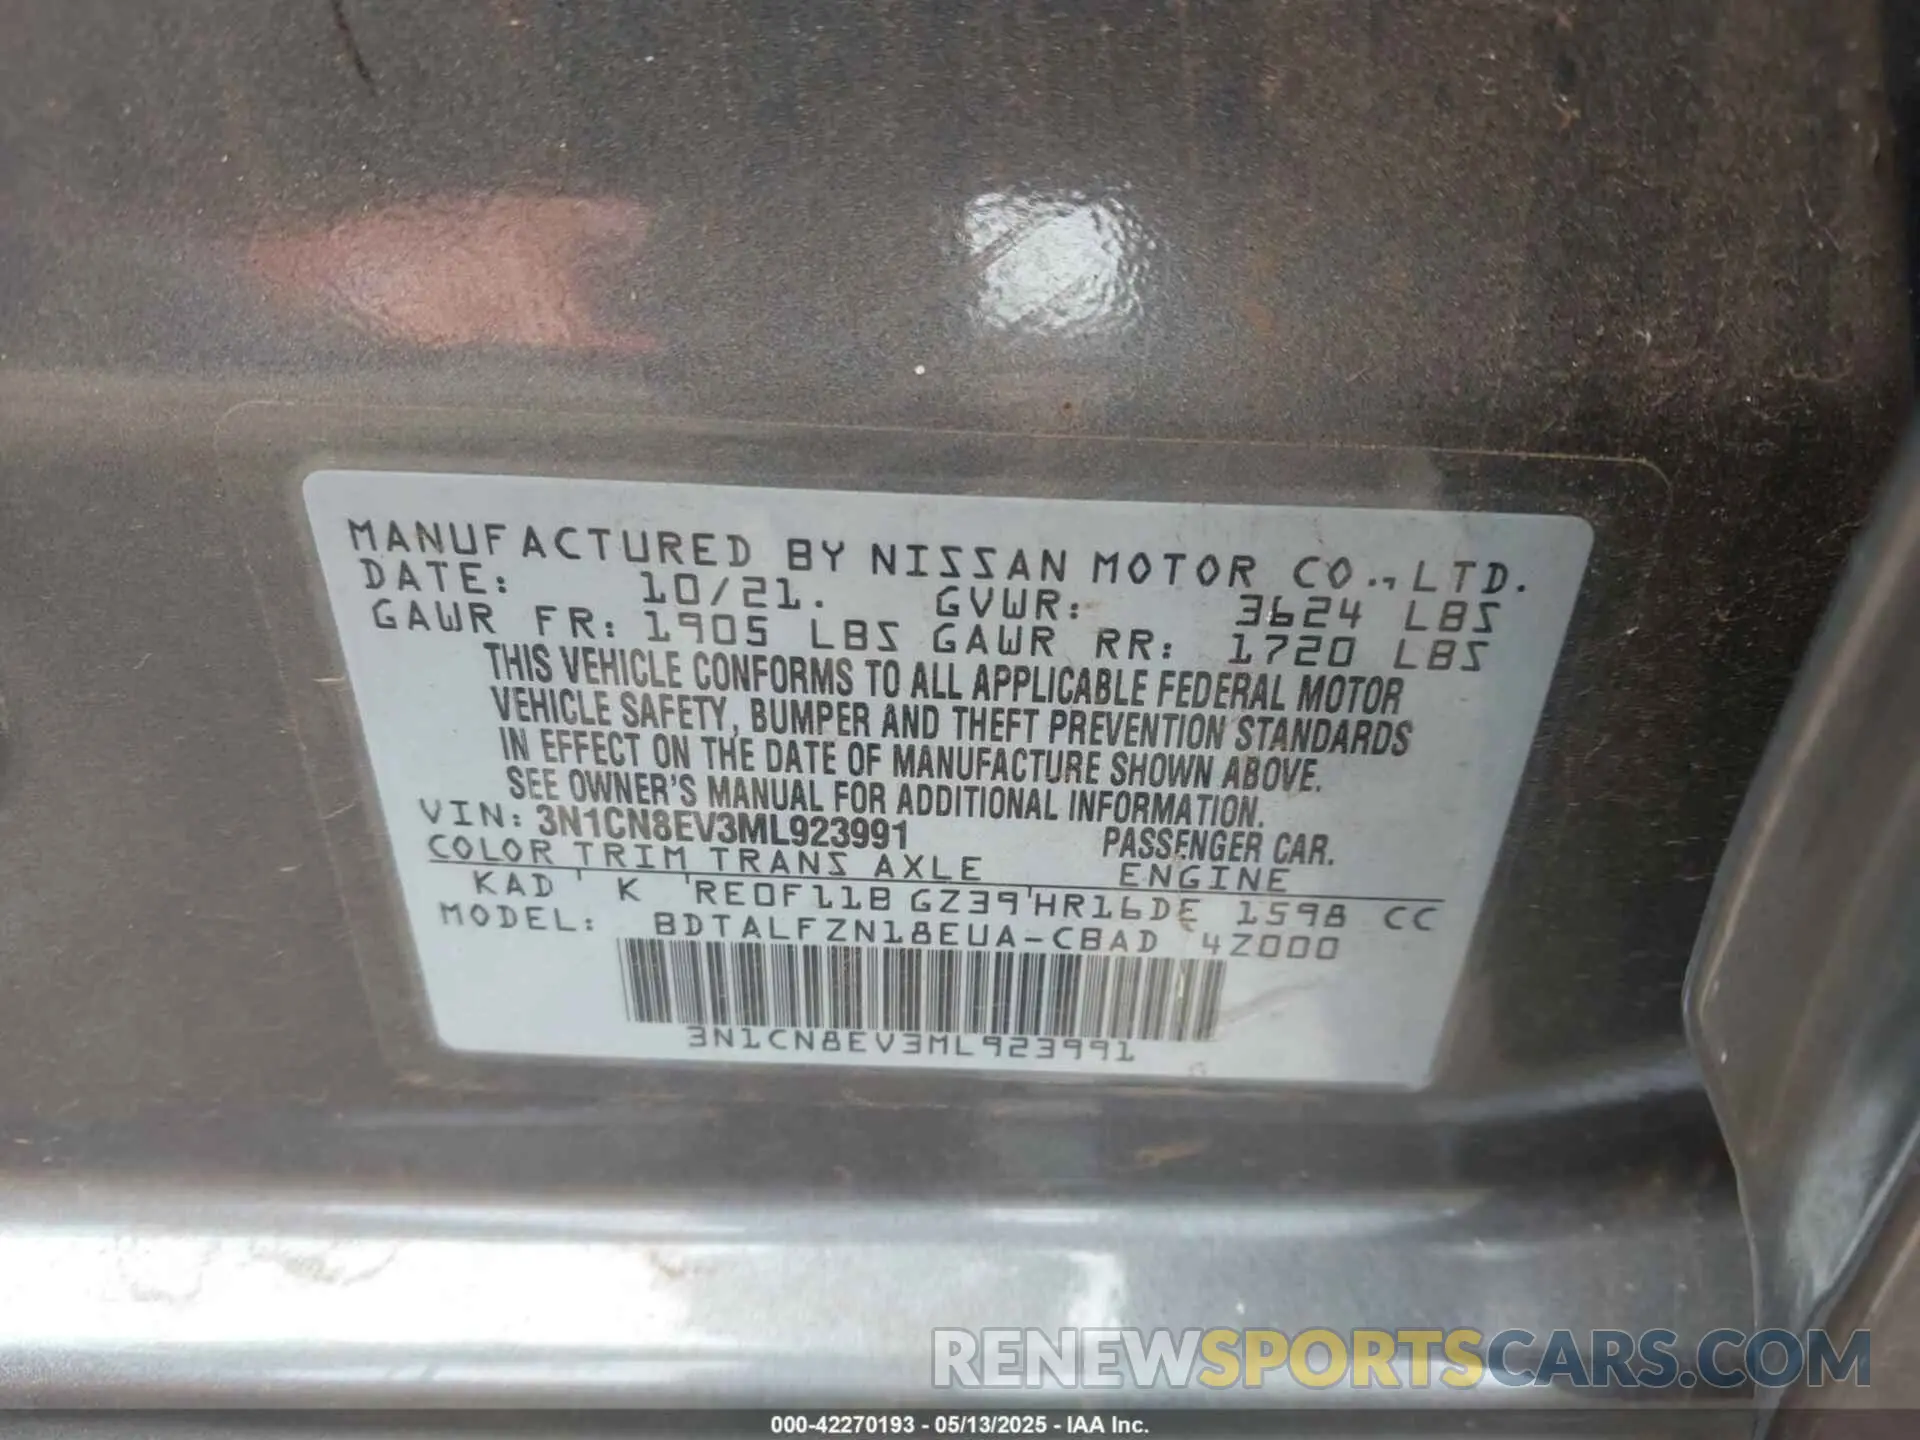 MANUFACTURED BY NISSAN MOTOR CO., LTD.
DATE: 10/21. GVWR: 3624 LBS
GAWR FR: 1905 LBS GAWR RR: 1720 LBS
THIS VEHICLE CONFORMS TO ALL APPLICABLE FEDERAL MOTOR
VEHICLE SAFETY, BUMPER AND THEFT PREVENTION STANDARDS
IN EFFECT ON THE DATE OF MANUFACTURE SHOWN ABOVE.
SEE OWNER'S MANUAL FOR ADDITIONAL INFORMATION.
VIN: 3N1CN8EV3ML923991 PASSENGER CAR.
COLOR TRIM TRANS AXLE ENGINE
KAD K RE0F11B GZ39 HR16DE 1598 CC
MODEL: BDTALFZN18EUA-CBAD 4Z000
3N1CN8EV3ML923991
RENEWSPORTSCARS.COM
000-42270193 - 05/13/2025 - IAA Inc.